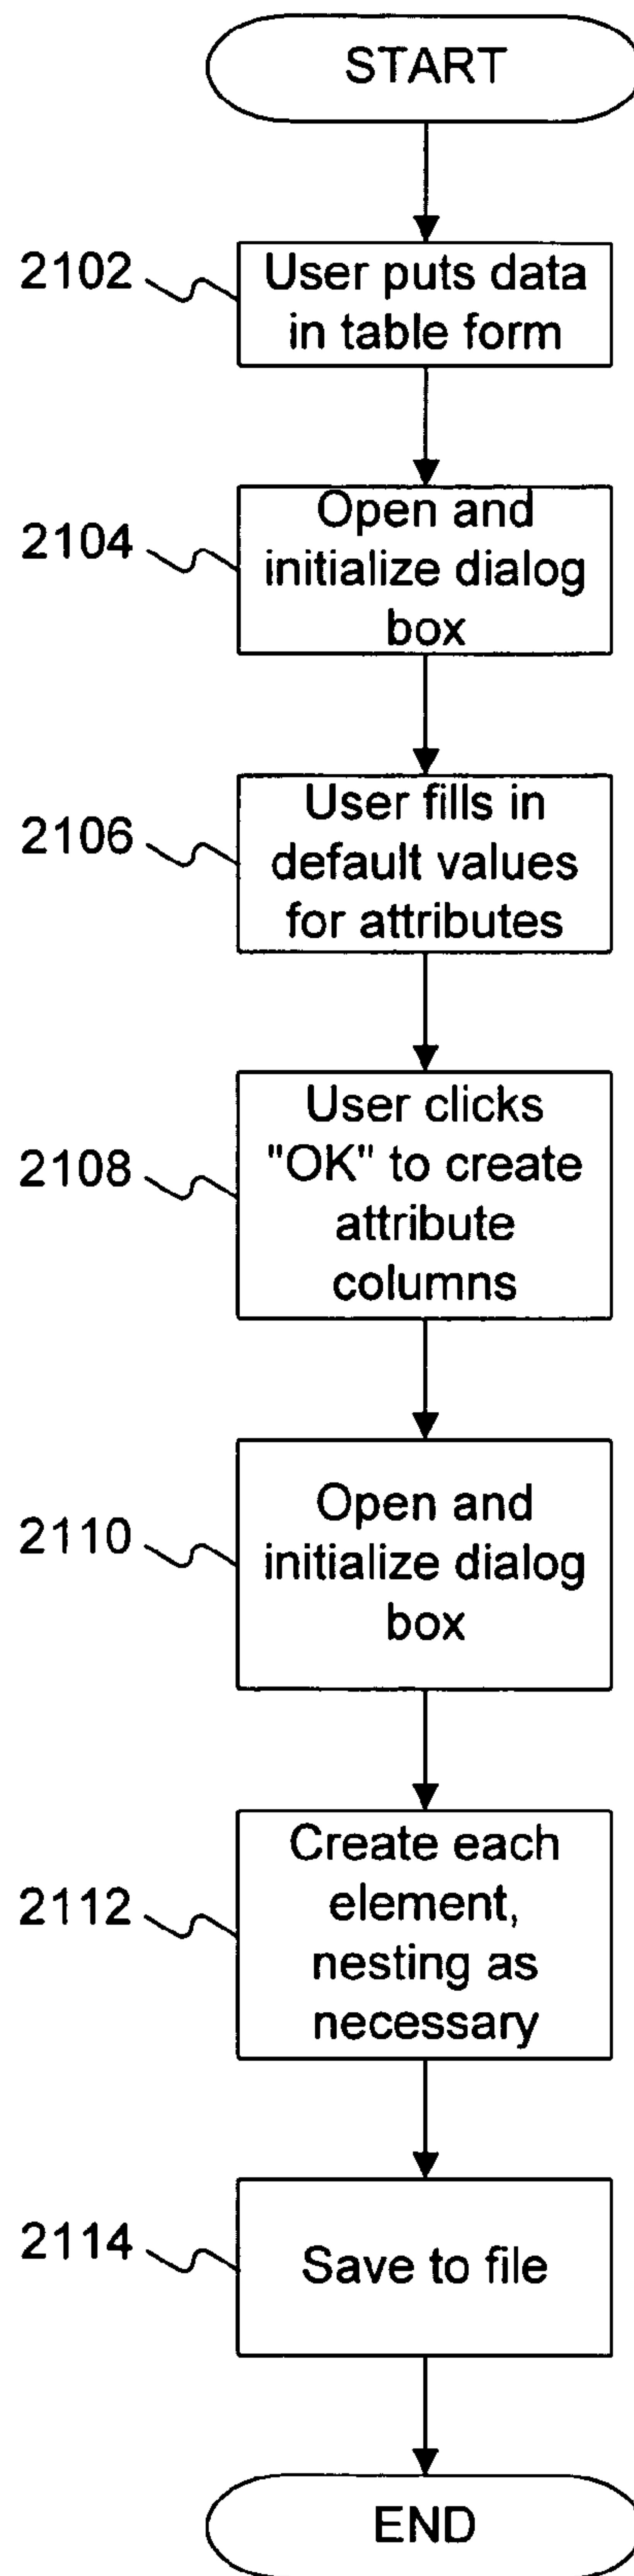 START
2102
User puts data
in table form
2104
Open and
initialize dialog
box
2106
User fills in
default values
for attributes
2108
User clicks
"OK" to create
attribute
columns
2110
Open and
initialize dialog
box
2112
Create each
element,
nesting as
necessary
2114
Save to file
END